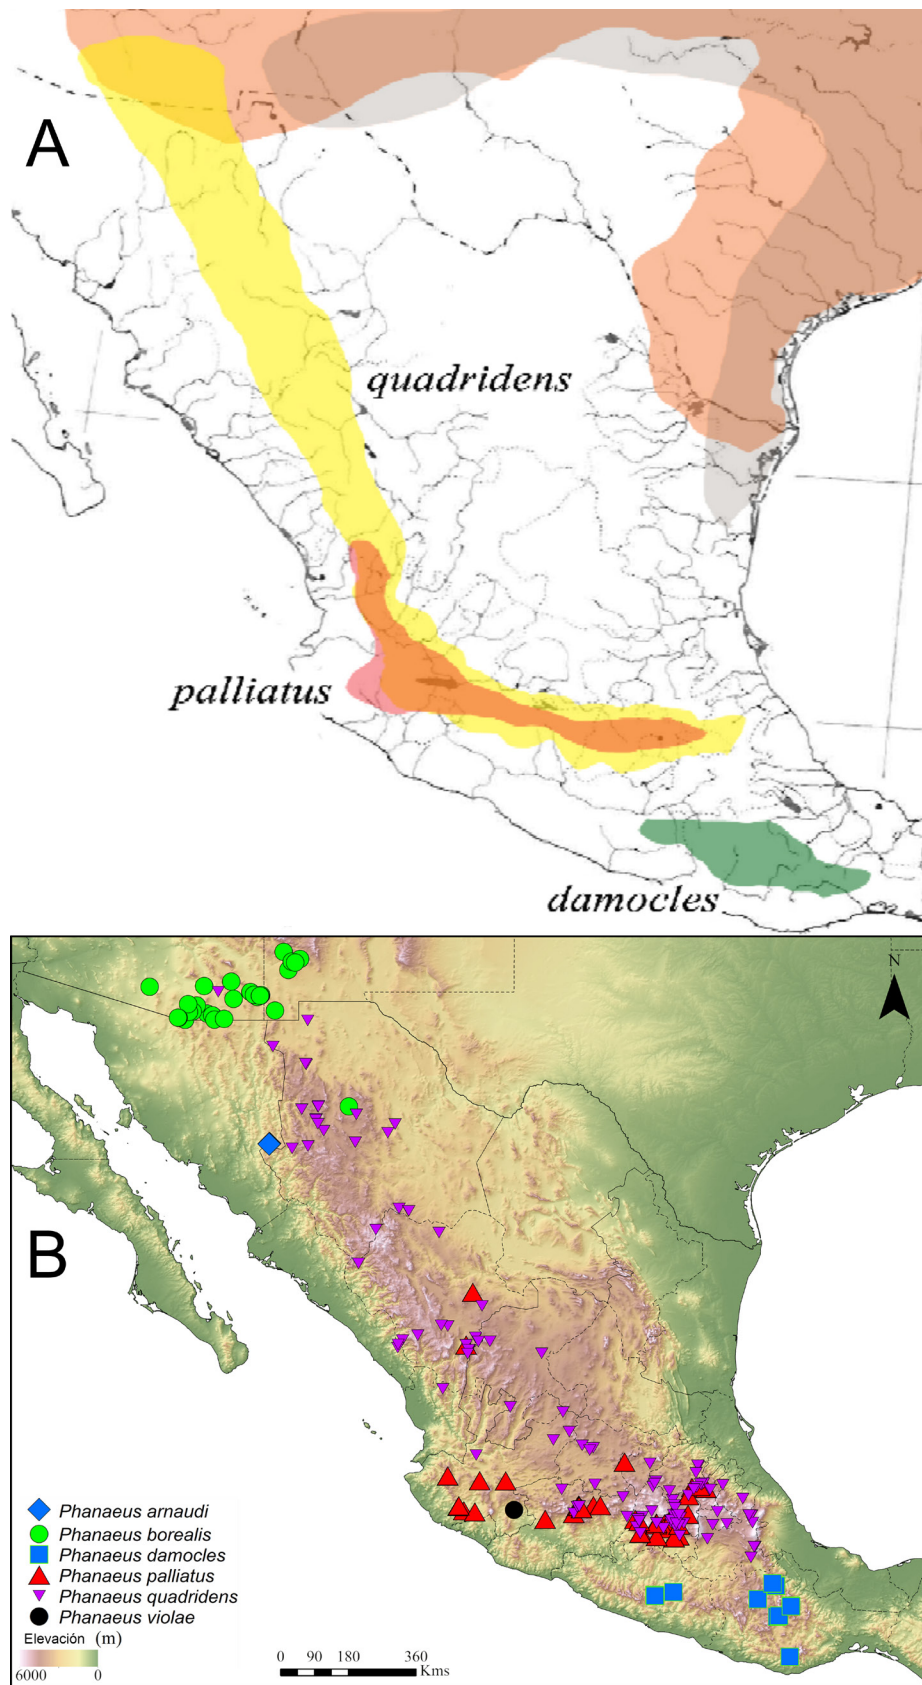 A
quadridens
palliatus
damocles
N
B
Phanaeus arnaudi
Phanaeus borealis
Phanaeus damocles
Phanaeus palliatus
Phanaeus quadridens
Phanaeus violae
Elevación (m)
6000 0
0 90 180 360
Kms